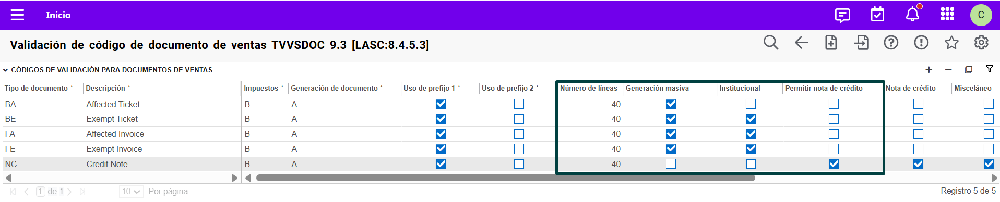 Inicio
C
Validación de código de documento de ventas TVVSDOC 9.3 [LASC:8.4.5.3]
CÓDIGOS DE VALIDACIÓN PARA DOCUMENTOS DE VENTAS
Tipo de documento * Descripción * Impuestos * Generación de documento * Uso de prefijo 1 * Uso de prefijo 2 * Número de líneas Generación masiva Institucional Permitir nota de crédito Nota de crédito Misceláneo
BA Affected Ticket B A 40
BE Exempt Ticket B A 40
FA Affected Invoice B A 40
FE Exempt Invoice B A 40
NC Credit Note B A 40
1 de 1 10 Por página Registro 5 de 5